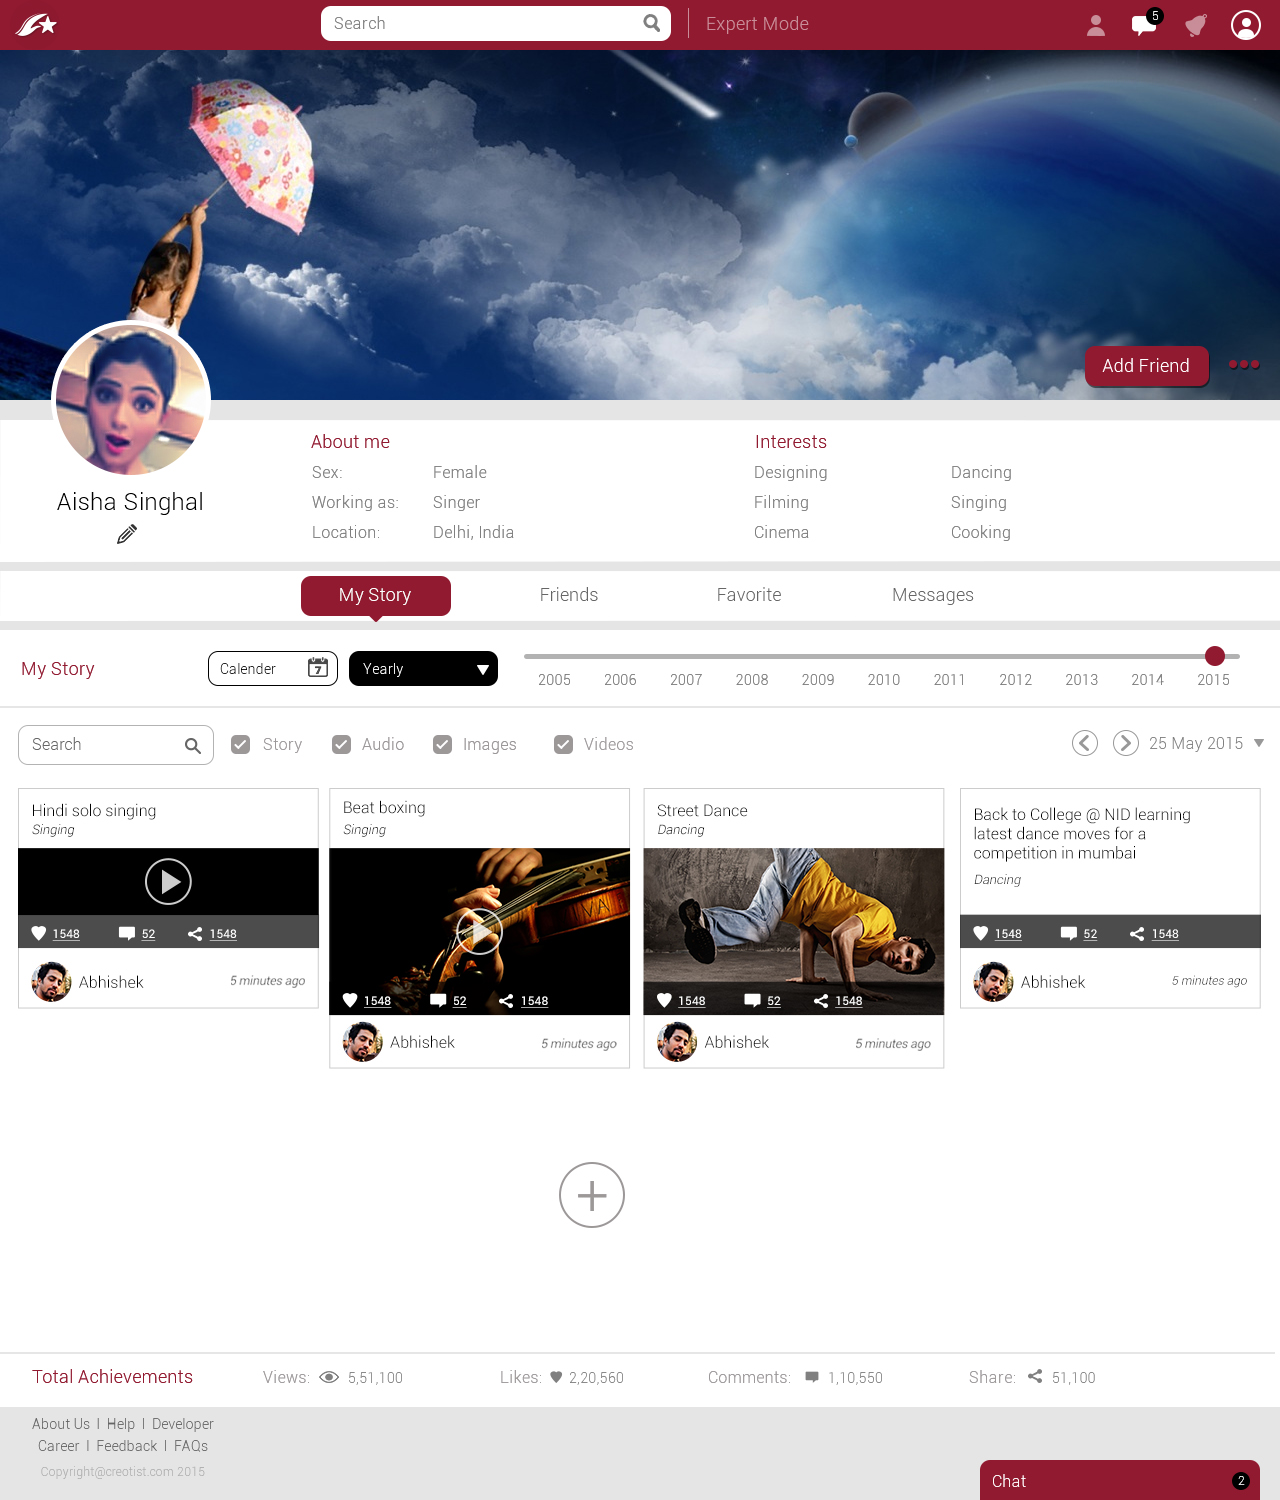 Search
Expert Mode
5
Add Friend
About me
Interests
Sex:
Female
Designing
Dancing
Aisha Singhal
Working as:
Singer
Filming
Singing
Location:
Delhi, India
Cinema
Cooking
My Story
Friends
Favorite
Messages
My Story
Calender
7
Yearly
2005
2006
2007
2008
2009
2010
2011
2012
2013
2014
2015
Search
Story
Audio
Images
Videos
25 May 2015
Hindi solo singing
Singing
1548
52
1548
Abhishek
5 minutes ago
Beat boxing
Singing
1548
52
1548
Abhishek
5 minutes ago
Street Dance
Dancing
1548
52
1548
Abhishek
5 minutes ago
Back to College @ NID learning
latest dance moves for a
competition in mumbai
Dancing
1548
52
1548
Abhishek
5 minutes ago
Total Achievements
Views:
5,51,100
Likes:
2,20,560
Comments:
1,10,550
Share:
51,100
About Us | Help | Developer
Career | Feedback | FAQs
Copyright@creotist.com 2015
Chat
2